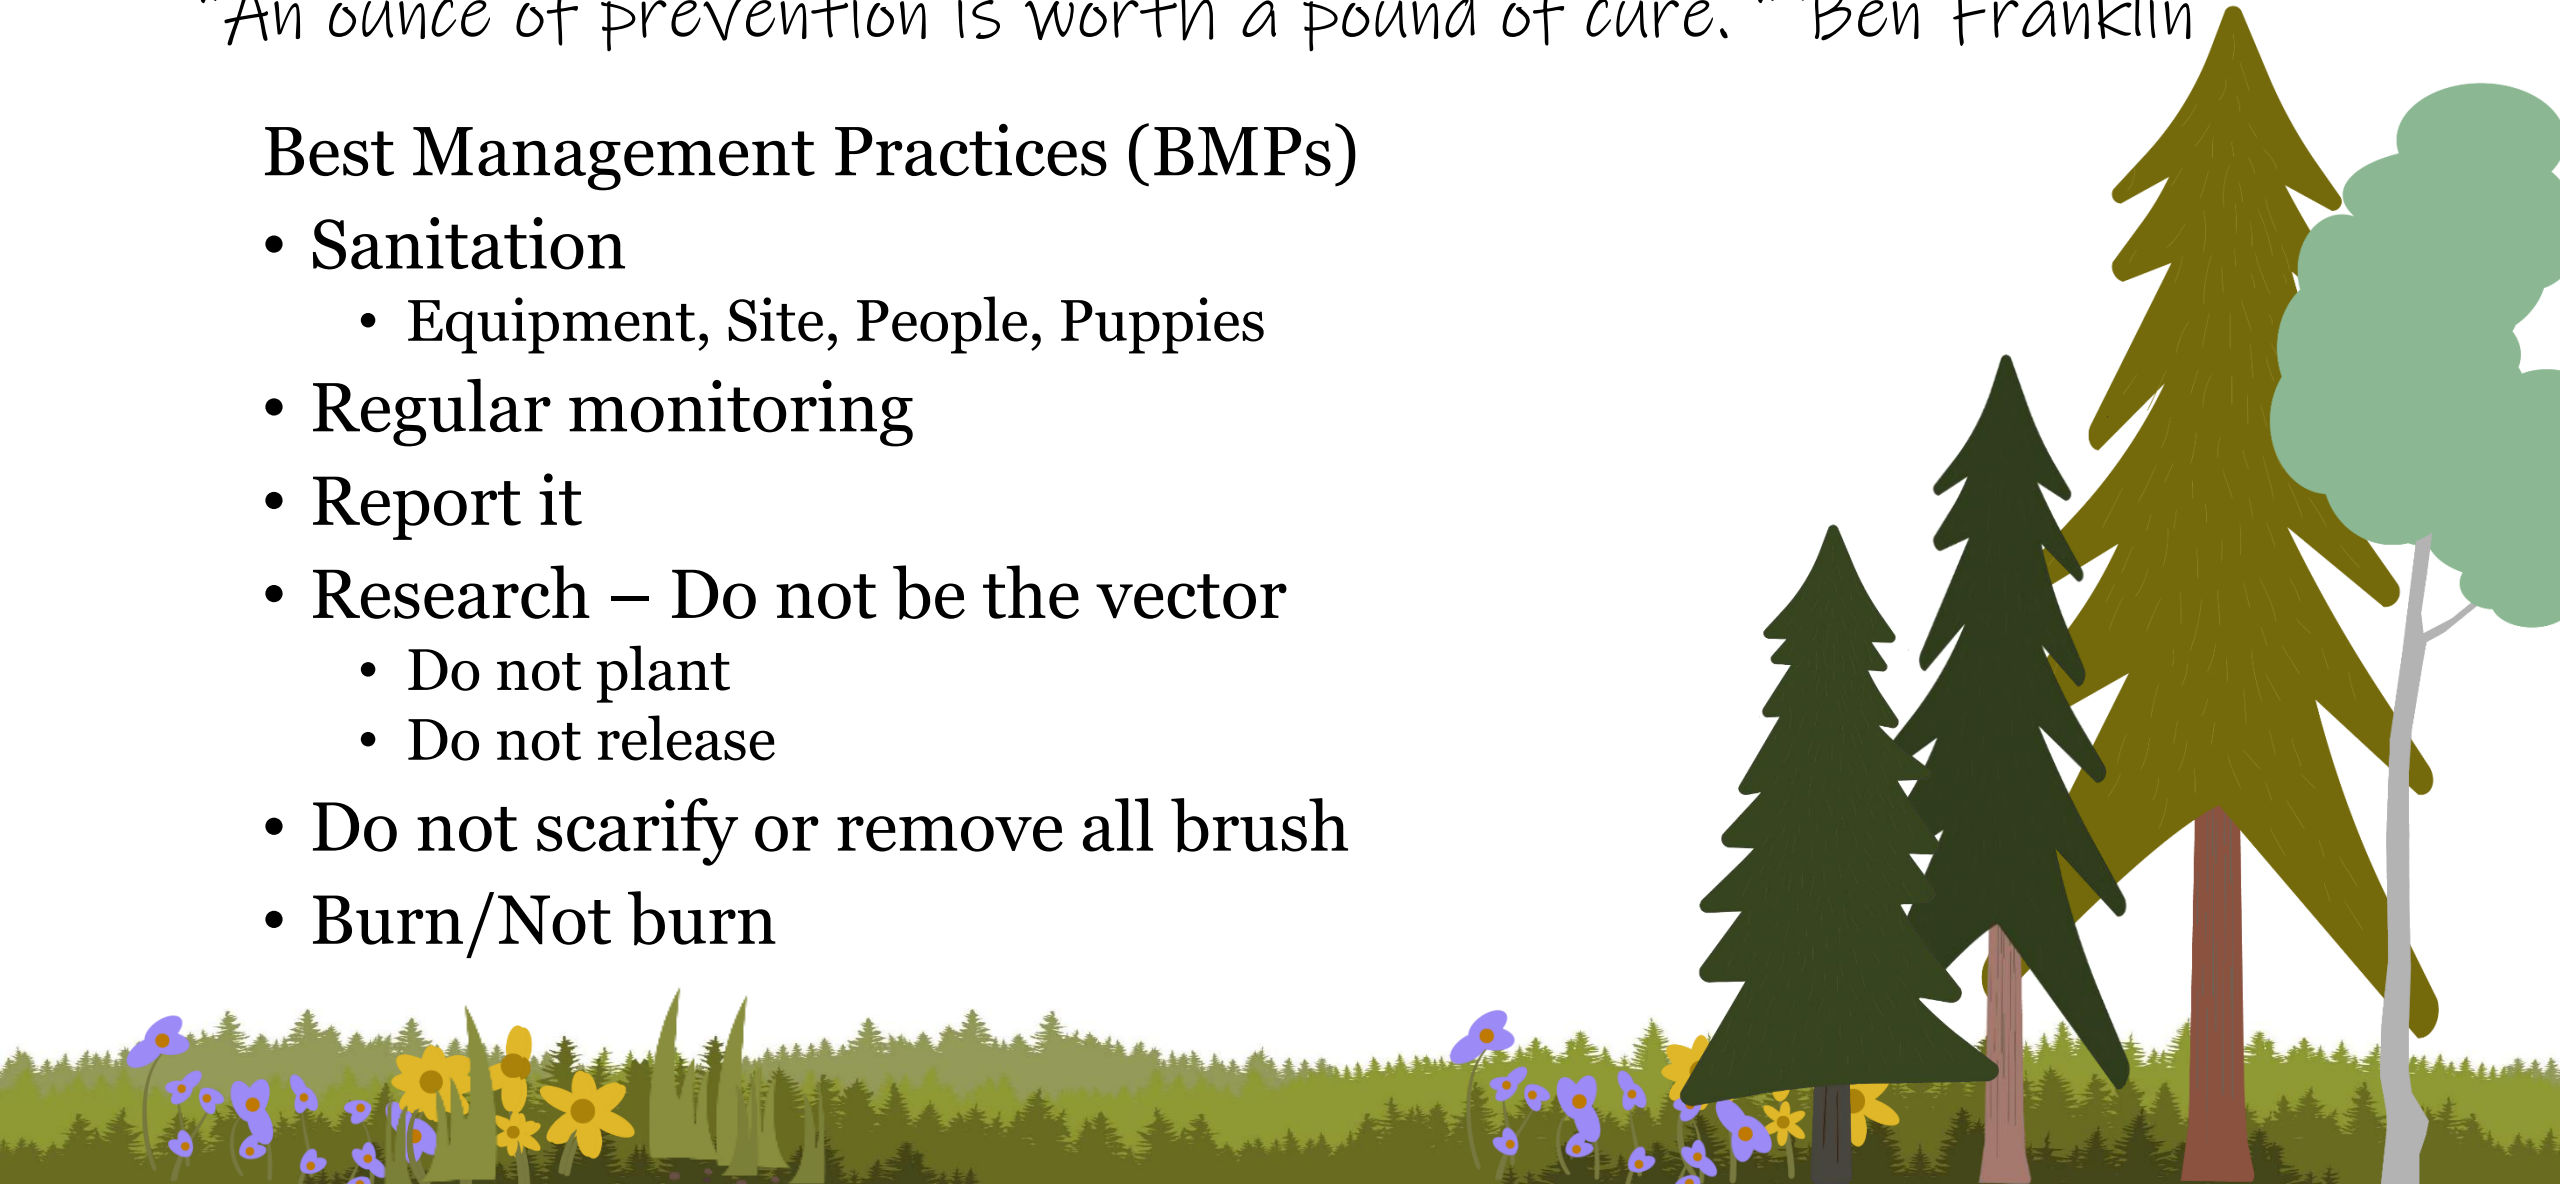 "An ounce of prevention is worth a pound of cure. " Ben Franklin
Best Management Practices (BMPs)
• Sanitation
• Equipment, Site, People, Puppies
• Regular monitoring
• Report it
• Research – Do not be the vector
• Do not plant
• Do not release
• Do not scarify or remove all brush
• Burn/Not burn